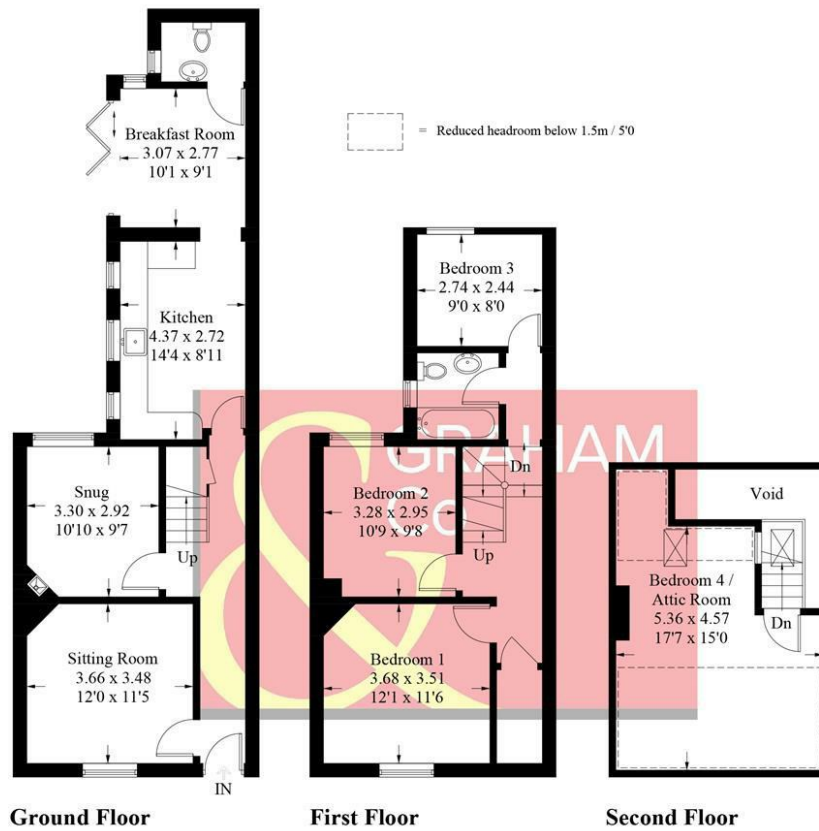 Breakfast Room
3.07 x 2.77
10'1 x 9'1
= Reduced headroom below 1.5m / 5'0
Kitchen
4.37 x 2.72
14'4 x 8'11
Bedroom 3
2.74 x 2.44
9'0 x 8'0
&
GRAHAM
Co
Snug
3.30 x 2.92
10'10 x 9'7
Up
Bedroom 2
3.28 x 2.95
10'9 x 9'8
Dn
Up
Void
Bedroom 4 /
Attic Room
5.36 x 4.57
17'7 x 15'0
Dn
Sitting Room
3.66 x 3.48
12'0 x 11'5
Bedroom 1
3.68 x 3.51
12'1 x 11'6
IN
Ground Floor
First Floor
Second Floor